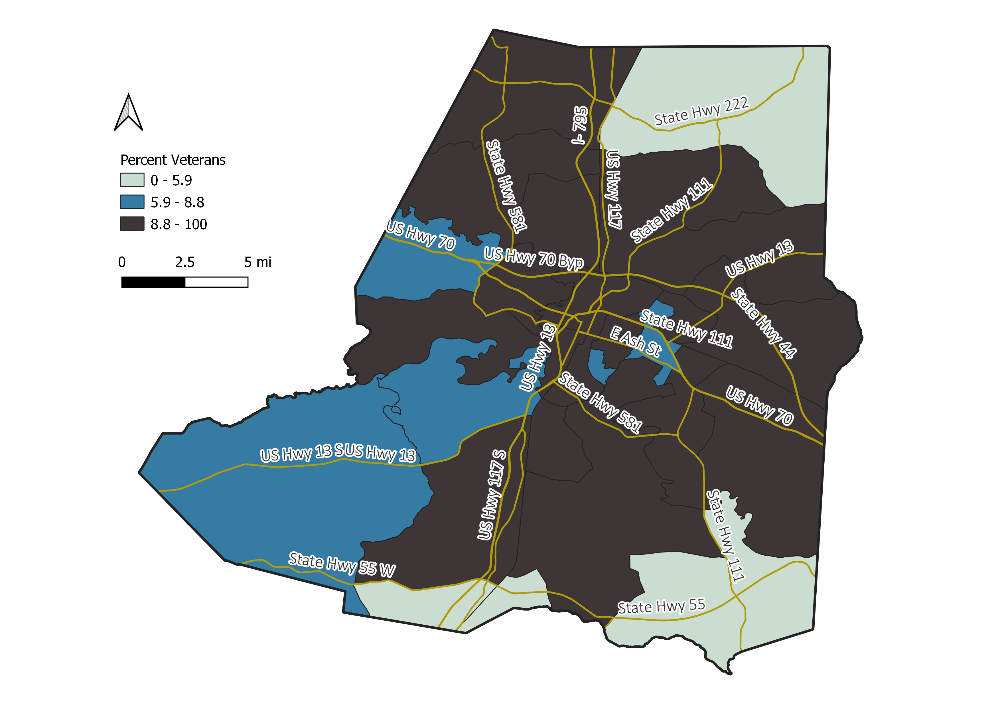 State Hwy 222
I- 795
State Hwy 581
US Hwy 117
Percent Veterans
0 - 5.9
5.9 - 8.8
8.8 - 100
State Hwy 111
US Hwy 70
US Hwy 70 Byp
US Hwy 13
0 2.5 5 mi
State Hwy 44
State Hwy 111
E Ash St
US Hwy 13
State Hwy 581
US Hwy 70
US Hwy 13 S
US Hwy 13
US Hwy 117 S
State Hwy 111
State Hwy 55 W
State Hwy 55